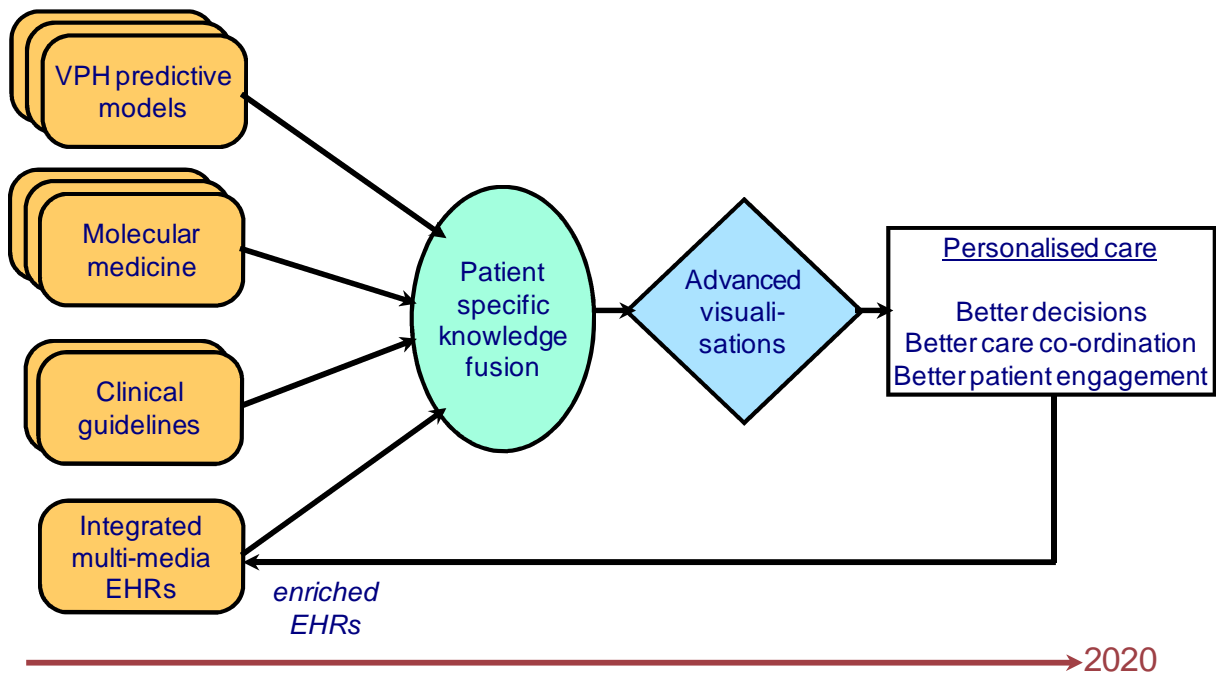 VPH predictive
models
Molecular
medicine
Clinical
guidelines
Integrated
multi-media
EHRs
enriched
EHRs
Patient
specific
knowledge
fusion
Advanced
visuali-
sations
Personalised care
Better decisions
Better care co-ordination
Better patient engagement
2020